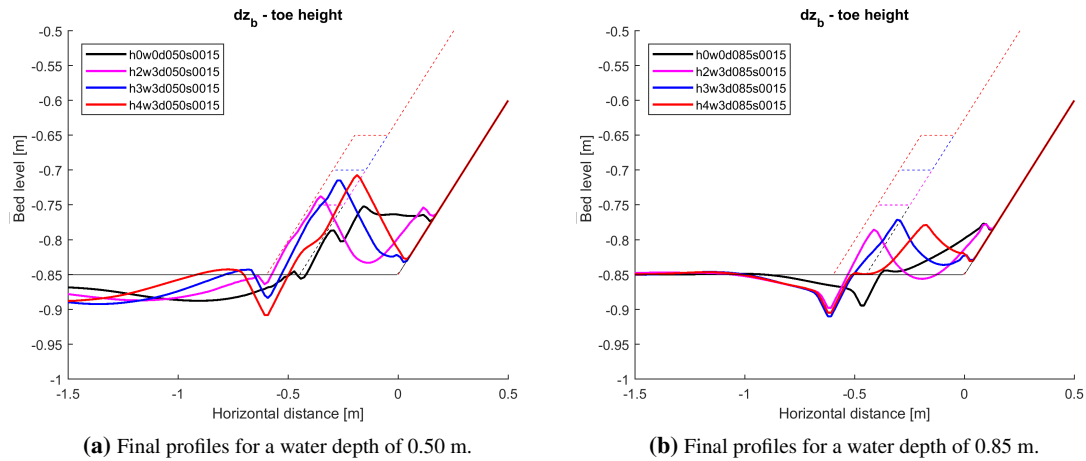 dz_b - toe height
-0.5
-0.55
-0.6
-0.65
-0.7
-0.75
-0.8
-0.85
-0.9
-0.95
-1
Bed level [m]
h0w0d050s0015
h2w3d050s0015
h3w3d050s0015
h4w3d050s0015
-1.5
-1
-0.5
0
0.5
Horizontal distance [m]
(a) Final profiles for a water depth of 0.50 m.
dz_b - toe height
-0.5
-0.55
-0.6
-0.65
-0.7
-0.75
-0.8
-0.85
-0.9
-0.95
-1
Bed level [m]
h0w0d085s0015
h2w3d085s0015
h3w3d085s0015
h4w3d085s0015
-1.5
-1
-0.5
0
0.5
Horizontal distance [m]
(b) Final profiles for a water depth of 0.85 m.